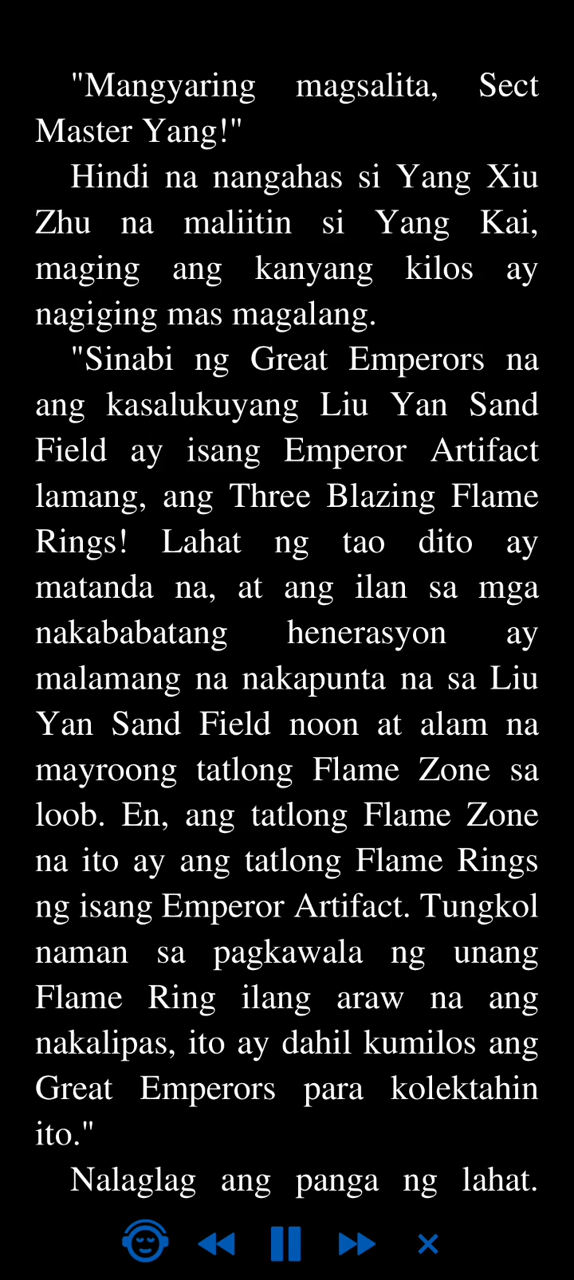 "Mangyaring magsalita, Sect
Master Yang!"
Hindi na nangahas si Yang Xiu
Zhu na maliitin si Yang Kai,
maging ang kanyang kilos ay
nagiging mas magalang.
"Sinabi ng Great Emperors na
ang kasalukuyang Liu Yan Sand
Field ay isang Emperor Artifact
lamang, ang Three Blazing Flame
Rings! Lahat ng tao dito ay
matanda na, at ang ilan sa mga
nakababatang henerasyon ay
malamang na nakapunta na sa Liu
Yan Sand Field noon at alam na
mayroong tatlong Flame Zone sa
loob. En, ang tatlong Flame Zone
na ito ay ang tatlong Flame Rings
ng isang Emperor Artifact. Tungkol
naman sa pagkawala ng unang
Flame Ring ilang araw na ang
nakalipas, ito ay dahil kumilos ang
Great Emperors para kolektahin
ito."
Nalaglag ang panga ng lahat.